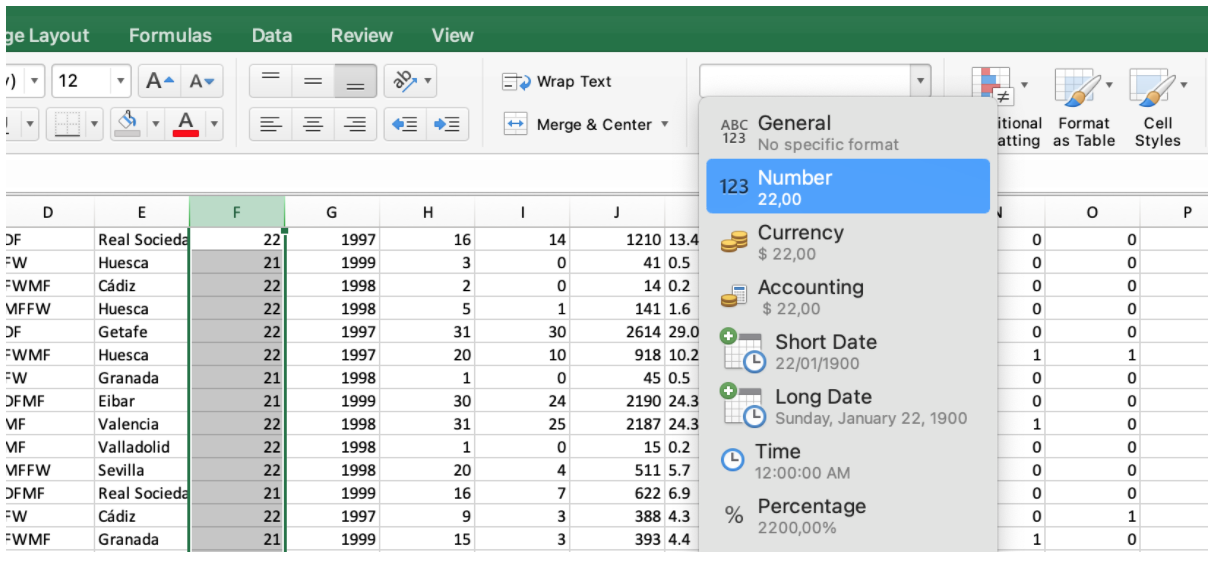 ge Layout Formulas Data Review View
y) 12 A A Wrap Text
A Merge & Center itional Format Cell
atting as Table Styles
ABC 123 General
No specific format
123 Number
22,00
Currency
$ 22,00
Accounting
$ 22,00
Short Date
22/01/1900
Long Date
Sunday, January 22, 1900
Time
12:00:00 AM
% Percentage
2200,00%
D E F G H I J N O P
DF Real Socieda 22 1997 16 14 1210 13.4 0 0
FW Huesca 21 1999 3 0 41 0.5 0 0
FWMF Cádiz 22 1998 2 0 14 0.2 0 0
MFFW Huesca 22 1998 5 1 141 1.6 0 0
DF Getafe 22 1997 31 30 2614 29.0 0 0
FWMF Huesca 22 1997 20 10 918 10.2 1 1
FW Granada 21 1998 1 0 45 0.5 0 0
DFMF Eibar 21 1999 30 24 2190 24.3 0 0
MF Valencia 22 1998 31 25 2187 24.3 1 0
MF Valladolid 22 1998 1 0 15 0.2 0 0
MFFW Sevilla 22 1998 20 4 511 5.7 0 0
DFMF Real Socieda 21 1999 16 7 622 6.9 0 0
FW Cádiz 22 1997 9 3 388 4.3 0 1
FWMF Granada 21 1999 15 3 393 4.4 1 0